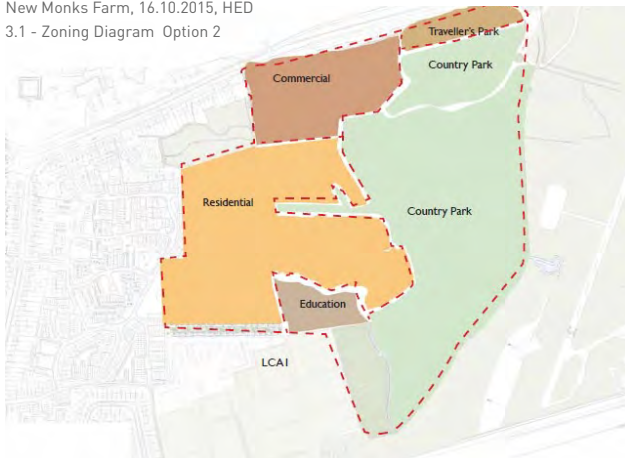 New Monks Farm, 16.10.2015, HED
3.1 - Zoning Diagram Option 2
Traveller's Park
Country Park
Commercial
Residential
Country Park
Education
LCA1